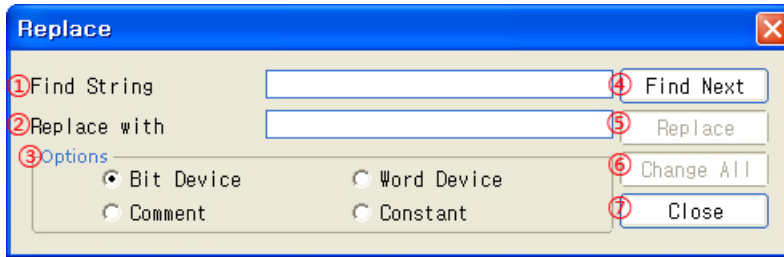 Replace
①Find String ④ Find Next
②Replace with ⑤ Replace
③Options ⑥ Change All
Bit Device Word Device
Comment Constant ⑦ Close